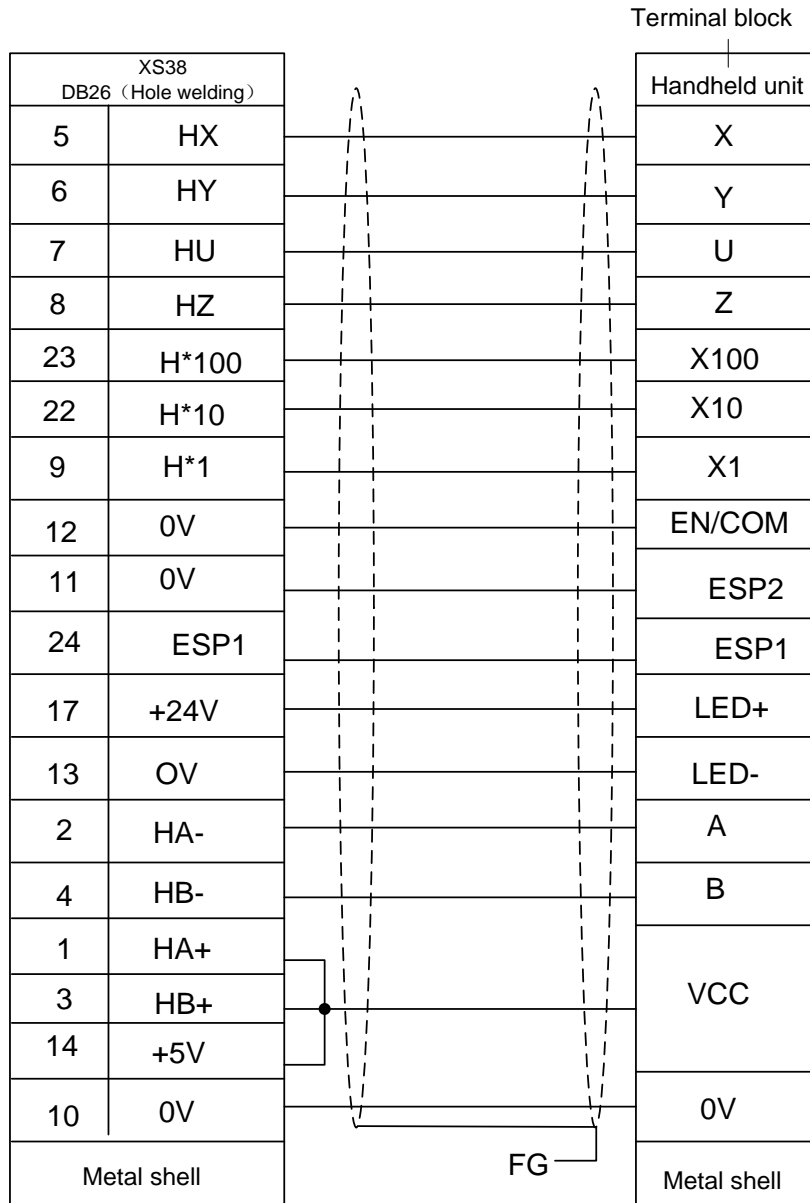 Terminal block
XS38
DB26（Hole welding）
Handheld unit
5 HX X
6 HY Y
7 HU U
8 HZ Z
23 H*100 X100
22 H*10 X10
9 H*1 X1
12 0V EN/COM
11 0V ESP2
24 ESP1 ESP1
17 +24V LED+
13 OV LED-
2 HA- A
4 HB- B
1 HA+
3 HB+ VCC
14 +5V
10 0V 0V
Metal shell FG Metal shell